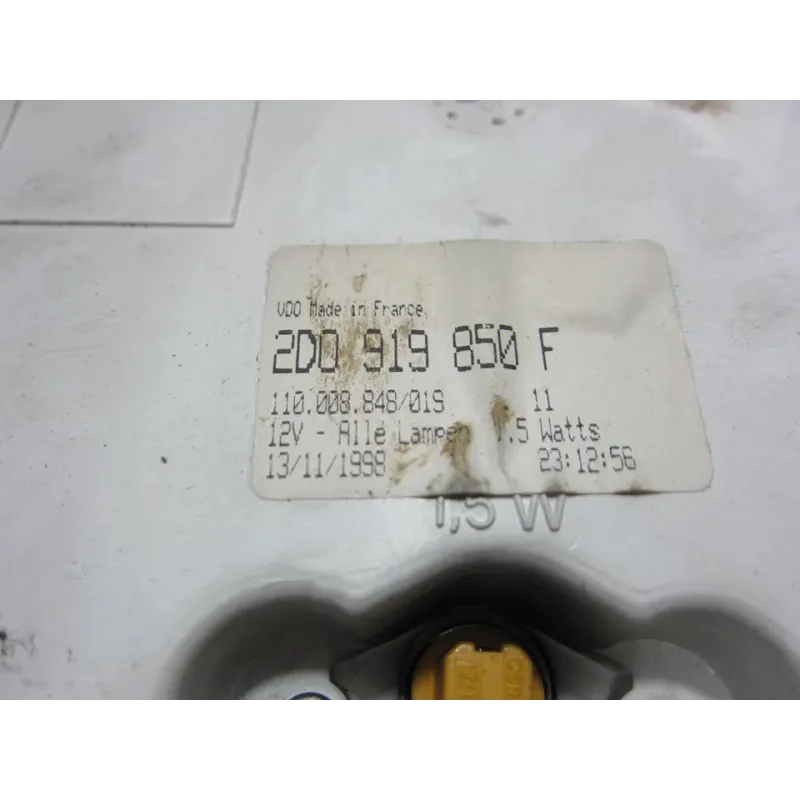 VDO Made in France
2D0 919 850 F
110.008.848/019 11
12V - Alle Lampen 1.5 Watts
13/11/1998 23:12:56
1,5 W